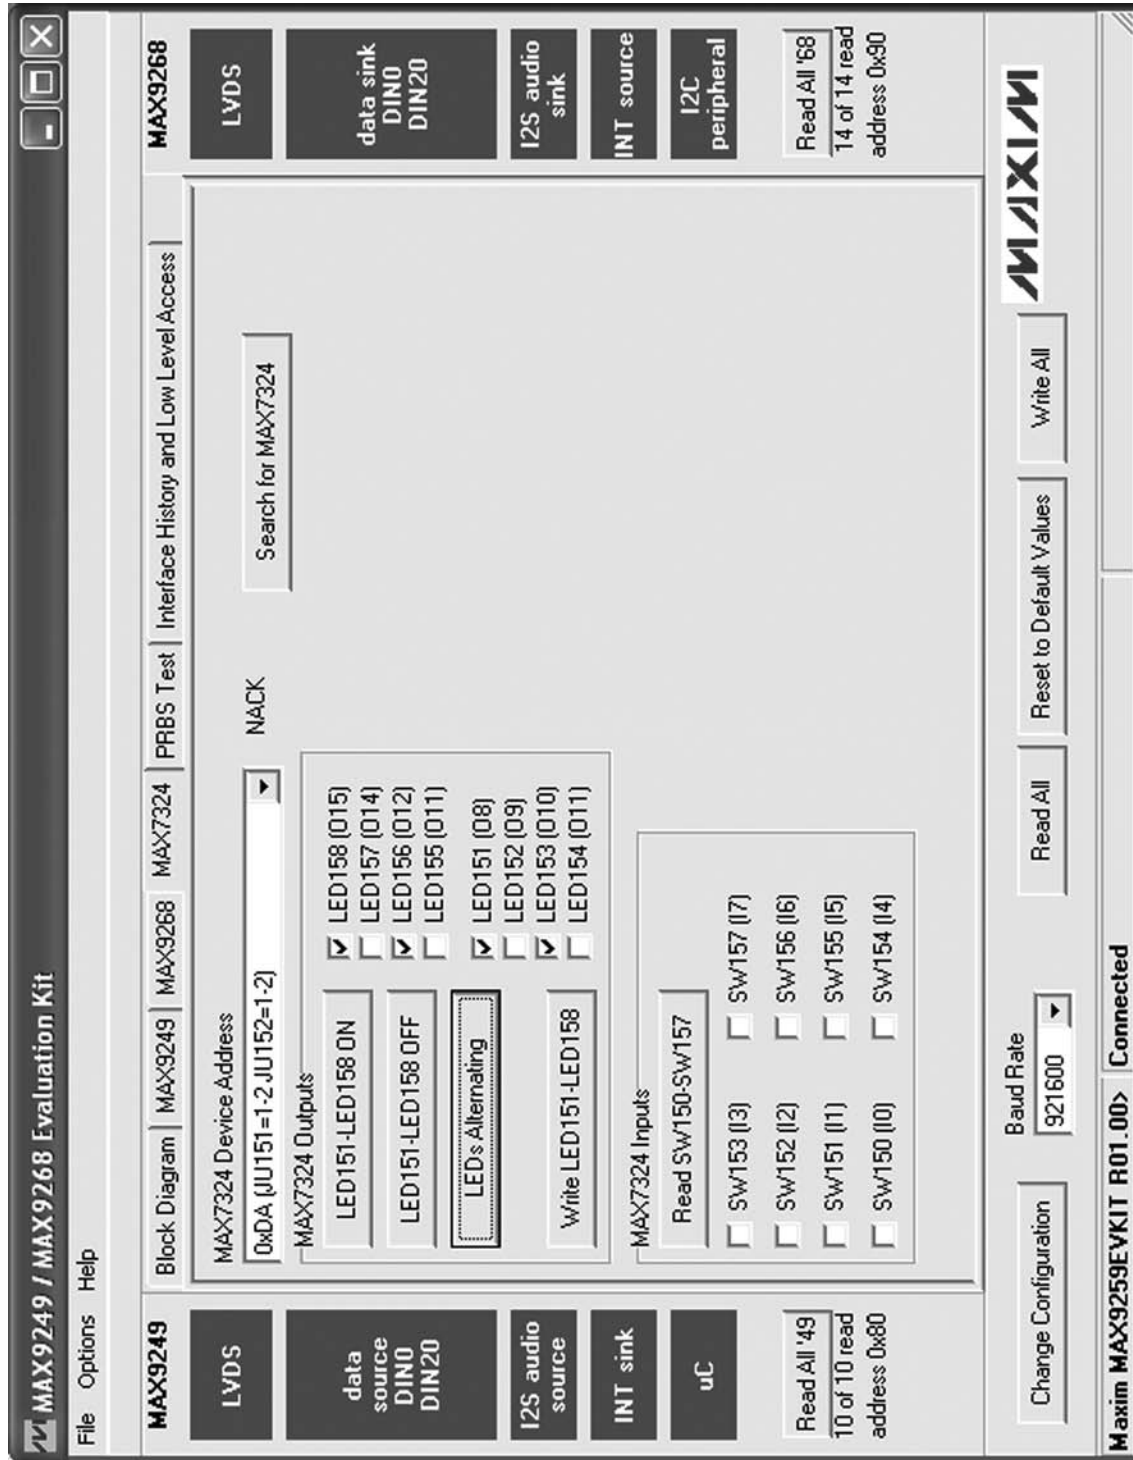 MAX9249 / MAX9268 Evaluation Kit
File Options Help
MAX9249
LVDS
data
source
DIN0
DIN20
I2S audio
source
INT sink
uC
Read All '49
10 of 10 read
address 0x80
Block Diagram MAX9249 MAX9268 MAX7324 PRBS Test Interface History and Low Level Access
MAX7324 Device Address
0xDA (JU151=1-2 JU152=1-2) NACK Search for MAX7324
MAX7324 Outputs
LED151-LED158 ON
LED151-LED158 OFF
LEDs Alternating
Write LED151-LED158
LED158 (O15)
LED157 (O14)
LED156 (O12)
LED155 (O11)
LED151 (O8)
LED152 (O9)
LED153 (O10)
LED154 (O11)
MAX7324 Inputs
Read SW150-SW157
SW153 (I3) SW157 (I7)
SW152 (I2) SW156 (I6)
SW151 (I1) SW155 (I5)
SW150 (I0) SW154 (I4)
MAX9268
LVDS
data sink
DIN0
DIN20
I2S audio
sink
INT source
I2C
peripheral
Read All '68
14 of 14 read
address 0x90
Change Configuration
Baud Rate
921600
Read All Reset to Default Values Write All
MAXIM
Maxim MAX9259EVKIT R01.00> Connected